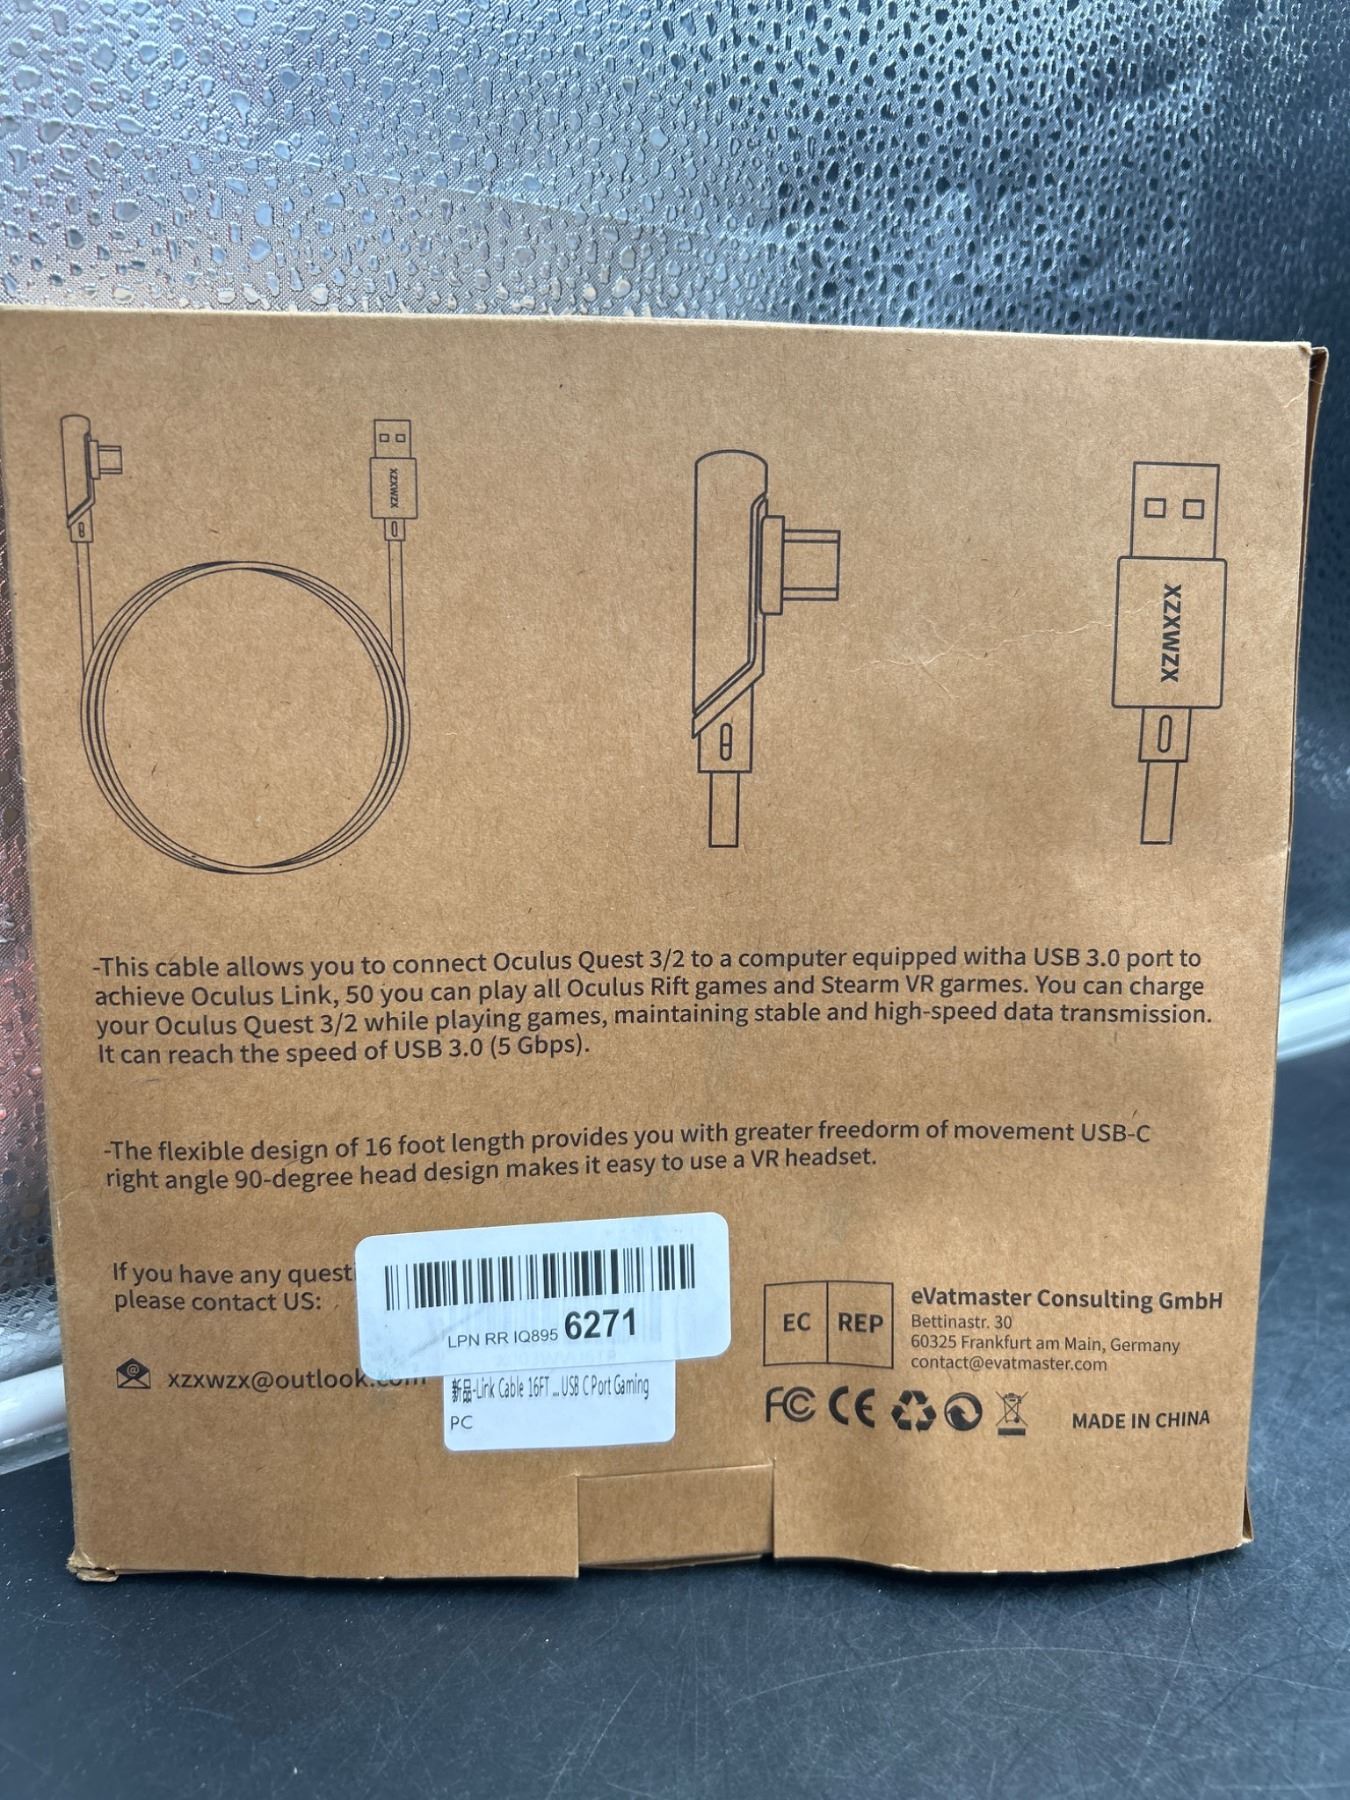 XZXWZX
XZXWZX
-This cable allows you to connect Oculus Quest 3/2 to a computer equipped witha USB 3.0 port to
achieve Oculus Link, 50 you can play all Oculus Rift games and Stearm VR garmes. You can charge
your Oculus Quest 3/2 while playing games, maintaining stable and high-speed data transmission.
It can reach the speed of USB 3.0 (5 Gbps).
-The flexible design of 16 foot length provides you with greater freedorm of movement USB-C
right angle 90-degree head design makes it easy to use a VR headset.
If you have any questi
please contact US:
xzxwzx@outlook.com
LPN RR IQ895 6271
新品-Link Cable 16FT ... USB C Port Gaming
PC
EC REP
eVatmaster Consulting GmbH
Bettinastr. 30
60325 Frankfurt am Main, Germany
contact@evatmaster.com
FC CE
MADE IN CHINA